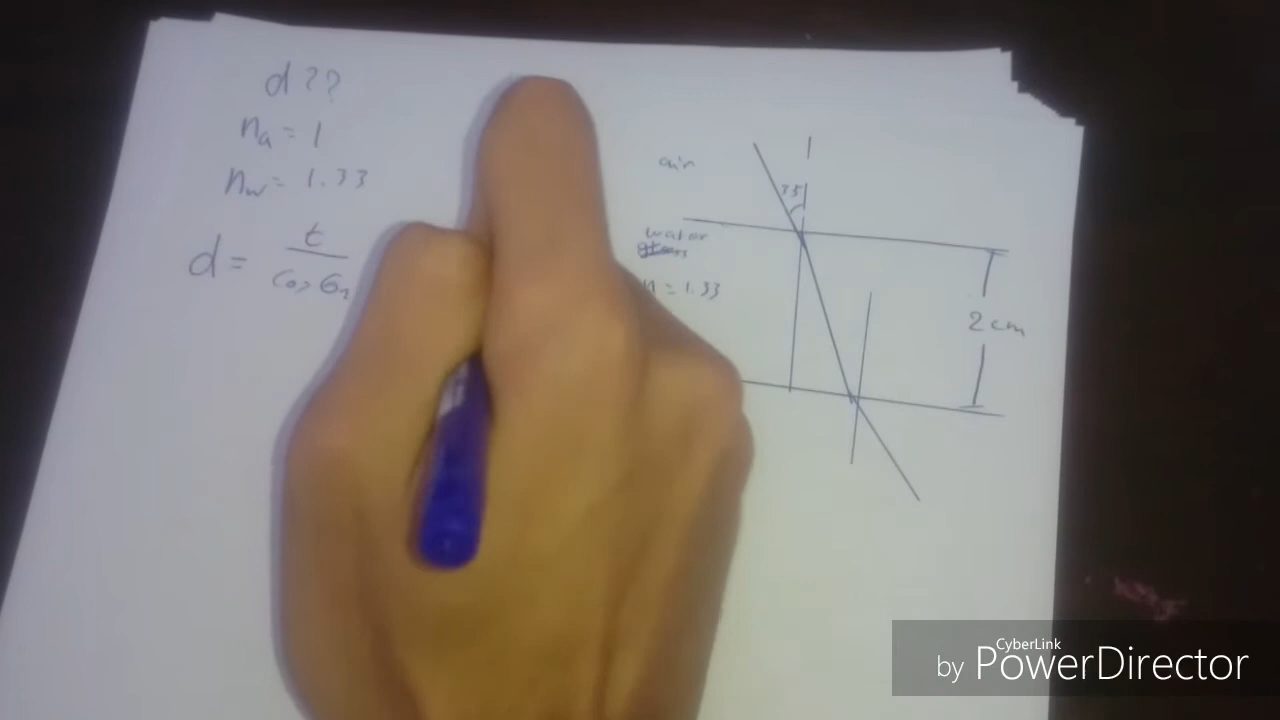 d ??
na = 1
nw = 1.33
d = t
cos θ2
air
35
water
n = 1.33
2 cm
CyberLink
by PowerDirector